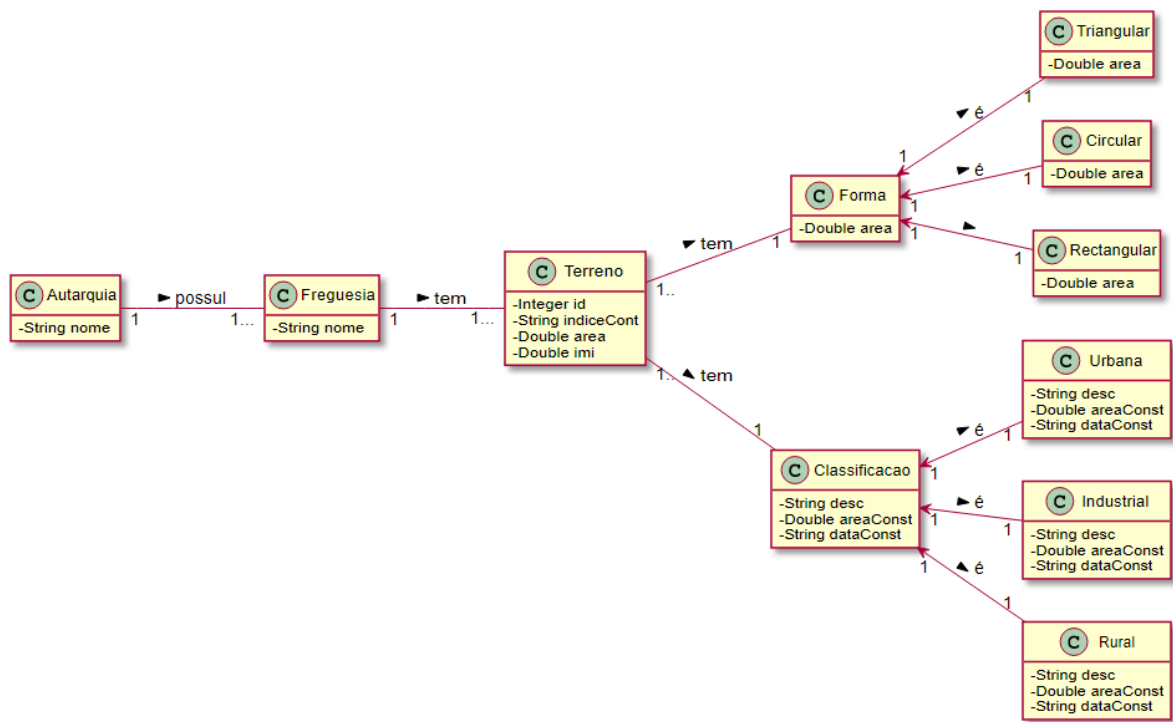 C Triangular
-Double area
1
é
1
C Circular
-Double area
1
é
1
C Forma
-Double area
1
1
C Rectangular
-Double area
1
tem
1
1..
C Terreno
-Integer id
-String indiceCont
-Double area
-Double imi
C Autarquia
-String nome
possul
1
1...
C Freguesia
-String nome
tem
1
1...
1..
tem
1
C Classificacao
-String desc
-Double areaConst
-String dataConst
C Urbana
-String desc
-Double areaConst
-String dataConst
é
1
1
C Industrial
-String desc
-Double areaConst
-String dataConst
é
1
1
é
1
1
C Rural
-String desc
-Double areaConst
-String dataConst